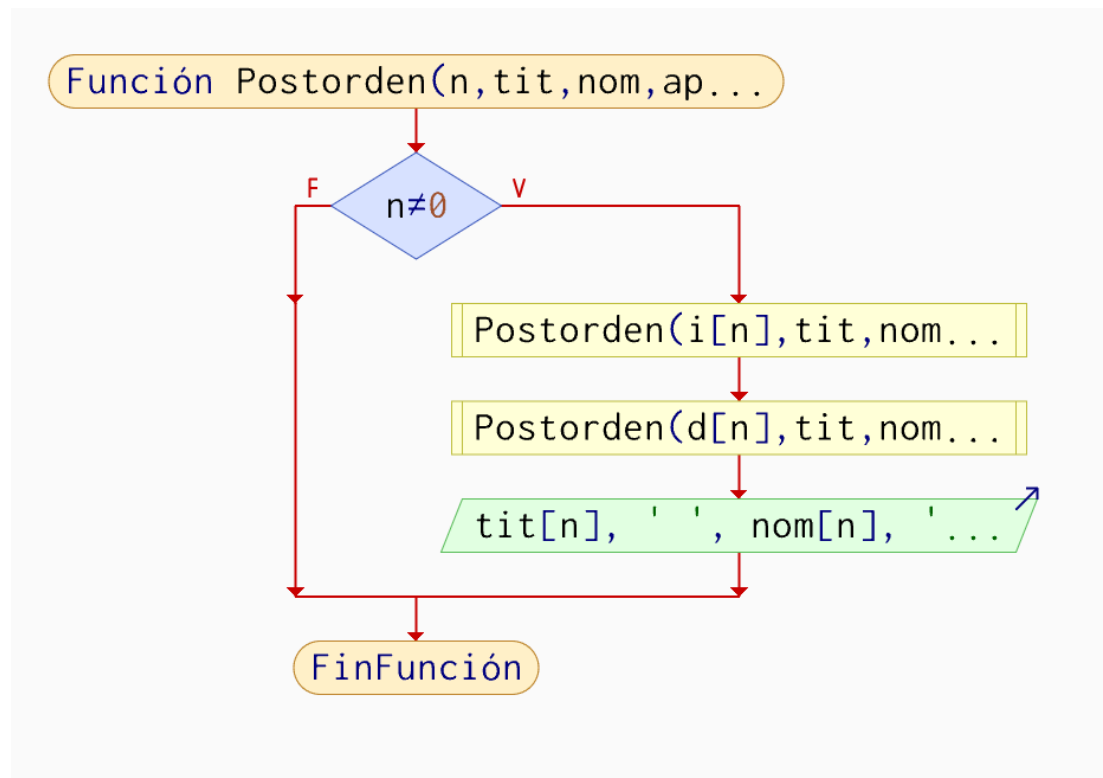 Función Postorden(n,tit,nom,ap...
F
V
n≠0
Postorden(i[n],tit,nom...
Postorden(d[n],tit,nom...
tit[n], ' ', nom[n], '...
FinFunción